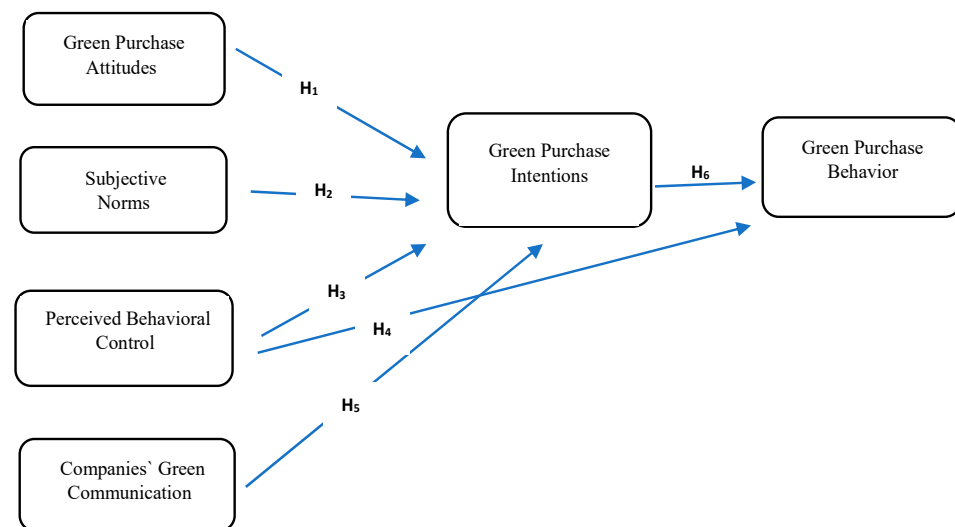 Green Purchase
Attitudes
H₁
Subjective
Norms
H₂
Perceived Behavioral
Control
H₃
H₄
Companies` Green
Communication
H₅
Green Purchase
Intentions
H₆
Green Purchase
Behavior